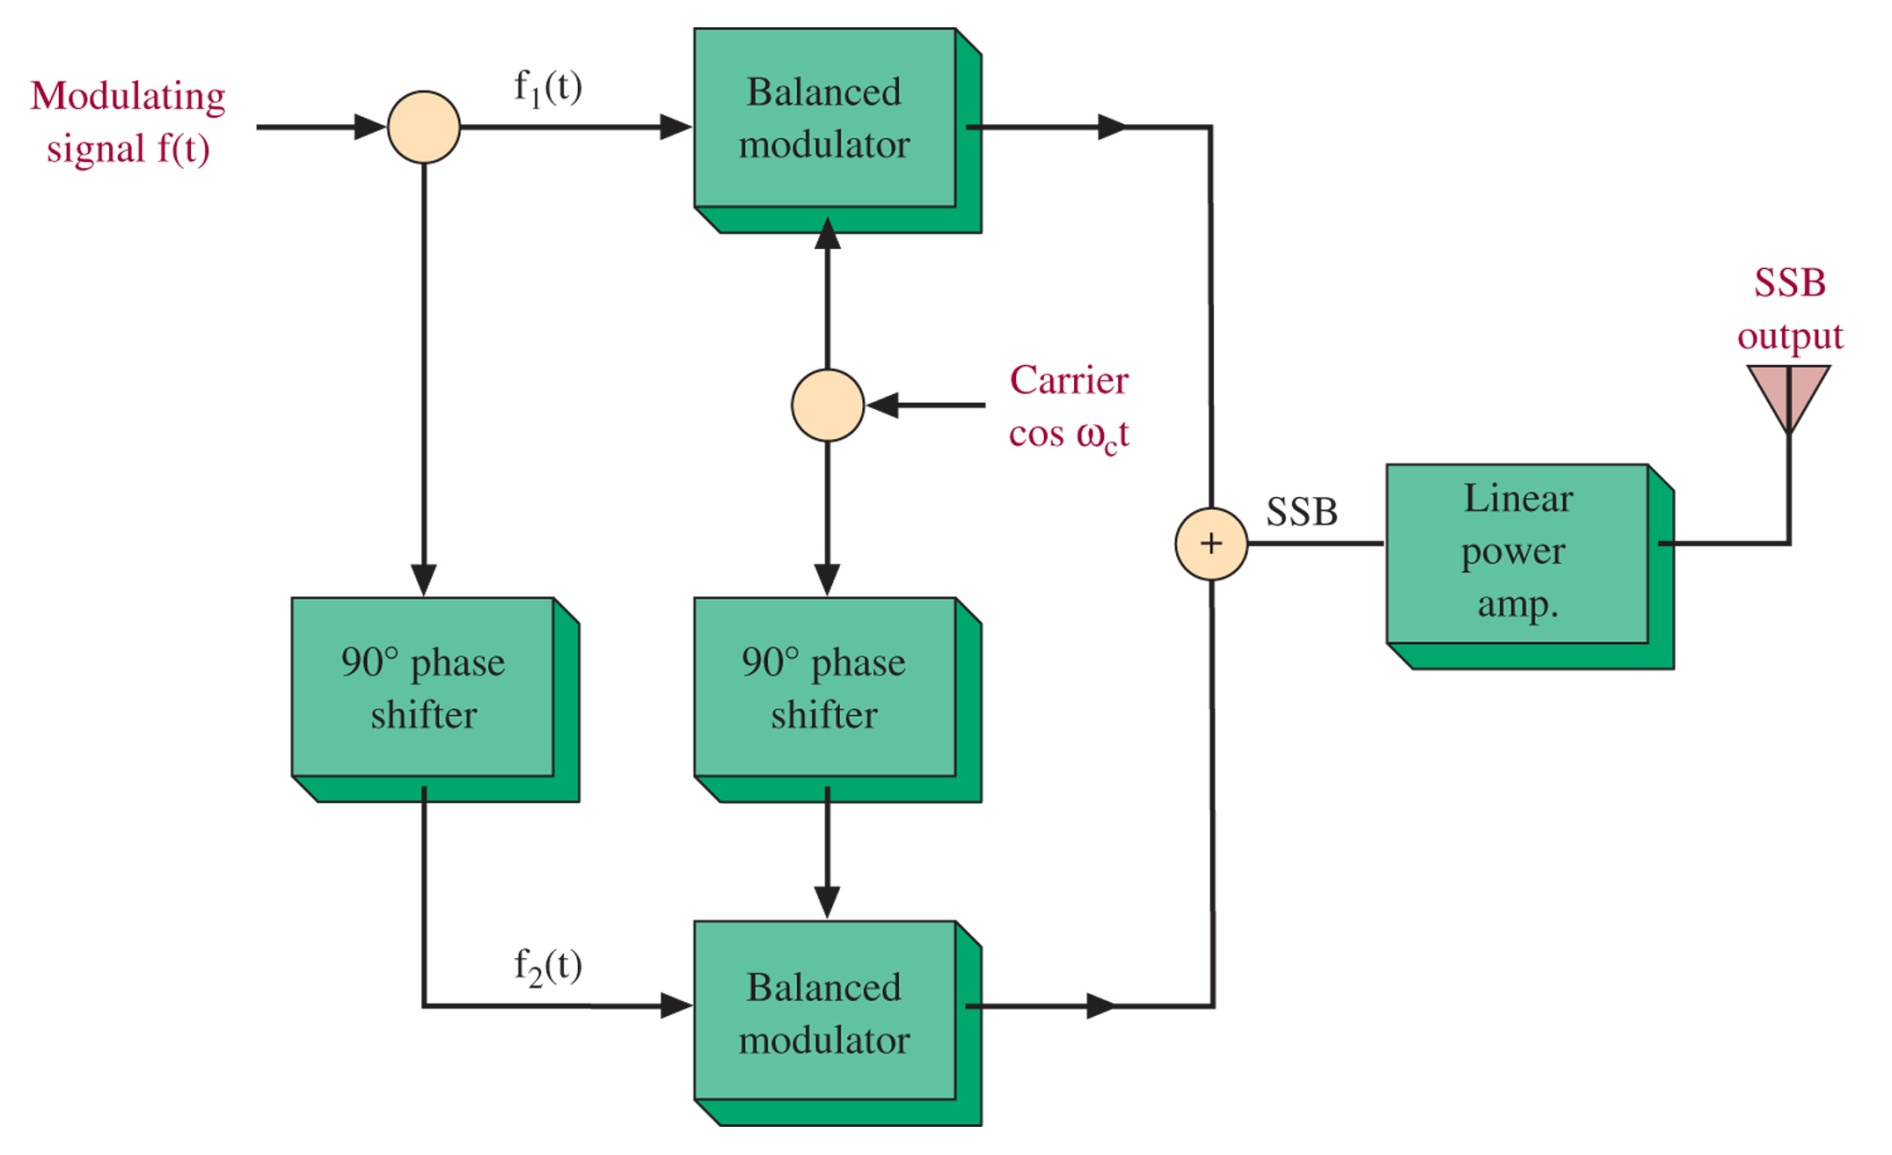 Modulating
signal f(t)
f₁(t)
Balanced
modulator
Carrier
cos ω꜀t
SSB
output
SSB
Linear
power
amp.
+
90° phase
shifter
90° phase
shifter
f₂(t)
Balanced
modulator